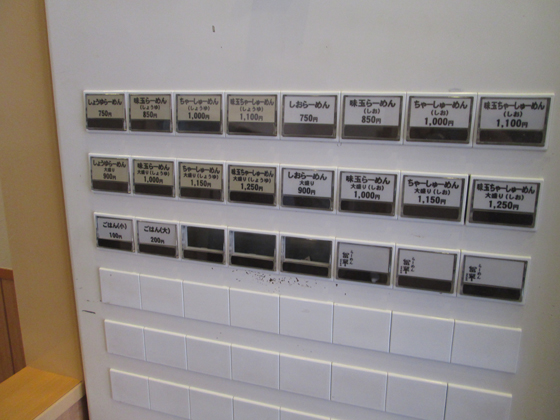 しょうゆらーめん
750円
味玉らーめん
(しょうゆ)
850円
ちゃーしゅーめん
(しょうゆ)
1,000円
味玉ちゃーしゅーめん
(しょうゆ)
1,100円
しおらーめん
750円
味玉らーめん
(しお)
850円
ちゃーしゅーめん
(しお)
1,000円
味玉ちゃーしゅーめん
(しお)
1,100円
しょうゆらーめん
大盛り
900円
味玉らーめん
大盛り(しょうゆ)
1,000円
ちゃーしゅーめん
大盛り(しょうゆ)
1,150円
味玉ちゃーしゅーめん
大盛り(しょうゆ)
1,250円
しおらーめん
大盛り
900円
味玉らーめん
大盛り(しお)
1,000円
ちゃーしゅーめん
大盛り(しお)
1,150円
味玉ちゃーしゅーめん
大盛り(しお)
1,250円
ごはん(小)
100円
ごはん(大)
200円